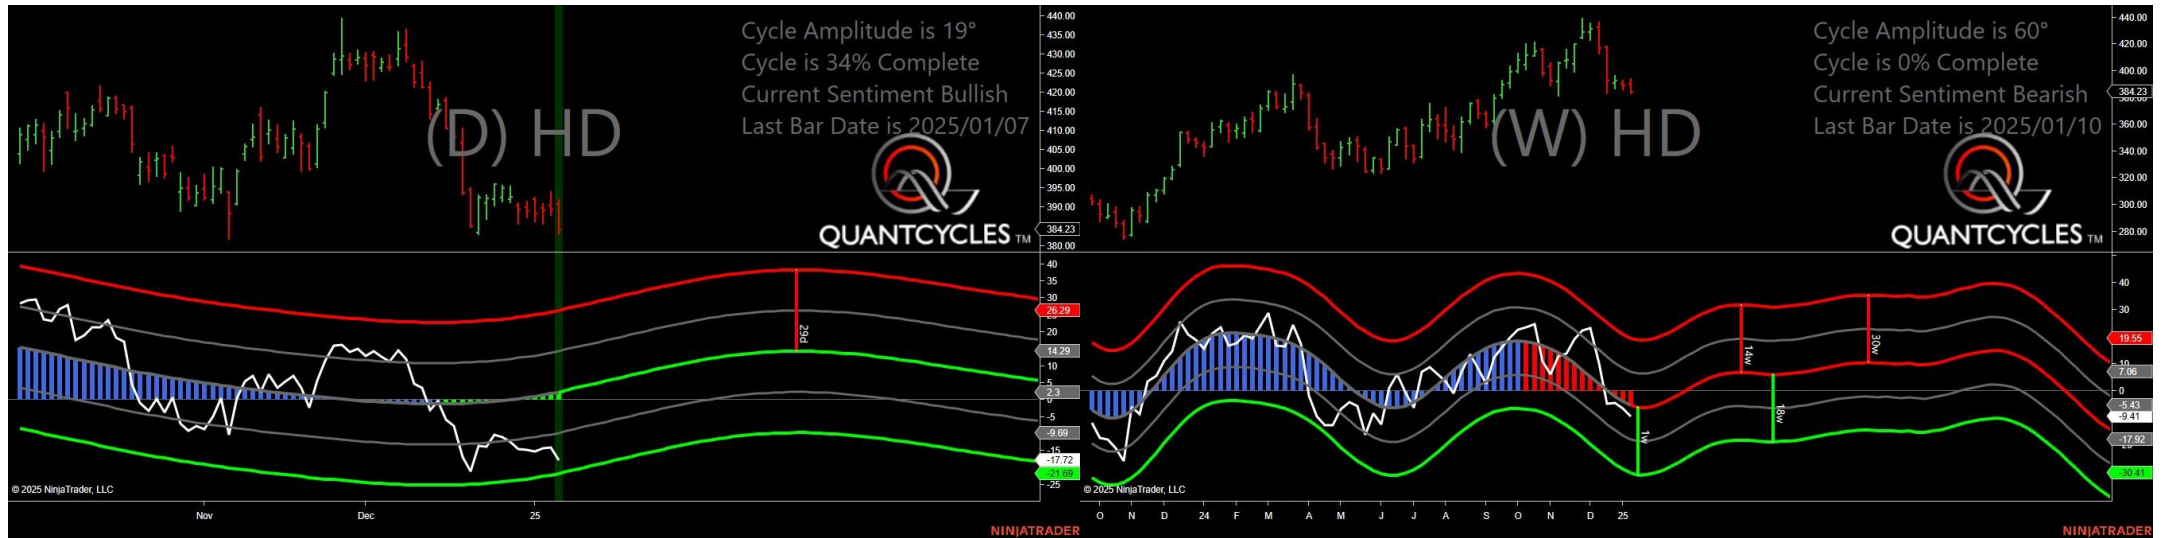 Cycle Amplitude is 19°
Cycle is 34% Complete
Current Sentiment Bullish
Last Bar Date is 2025/01/07
(D) HD
QUANTCYCLES TM
440.00
435.00
430.00
425.00
420.00
415.00
410.00
405.00
400.00
395.00
390.00
384.23
380.00
40
35
30
26.29
20
14.29
10
5
2.3
0
-5
-9.69
-15
-17.72
-21.69
-25
29d
© 2025 NinjaTrader, LLC
Nov
Dec
25
NINJATRADER
Cycle Amplitude is 60°
Cycle is 0% Complete
Current Sentiment Bearish
Last Bar Date is 2025/01/10
(W) HD
QUANTCYCLES TM
440.00
420.00
400.00
384.23
380.00
360.00
340.00
320.00
300.00
280.00
40
30
19.55
10
7.06
0
-5.43
-9.41
-17.92
-30.41
1w
14w
18w
30w
© 2025 NinjaTrader, LLC
O
N
D
24
F
M
A
M
J
J
A
S
O
N
D
25
NINJATRADER